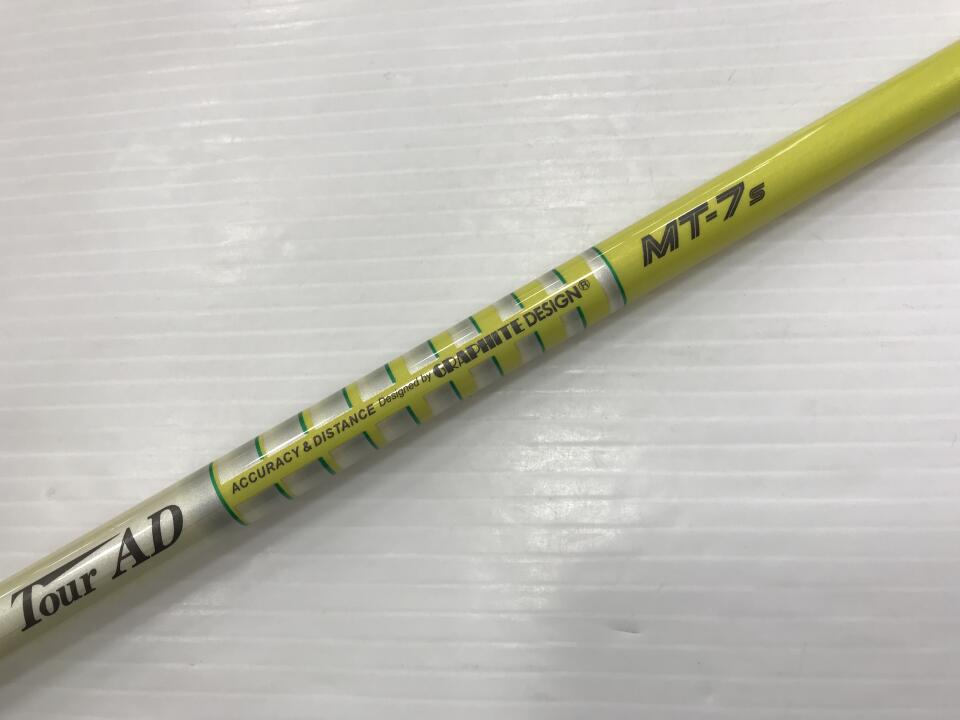 Tour AD
ACCURACY & DISTANCE Designed by GRAPHITE DESIGN®
MT-7s